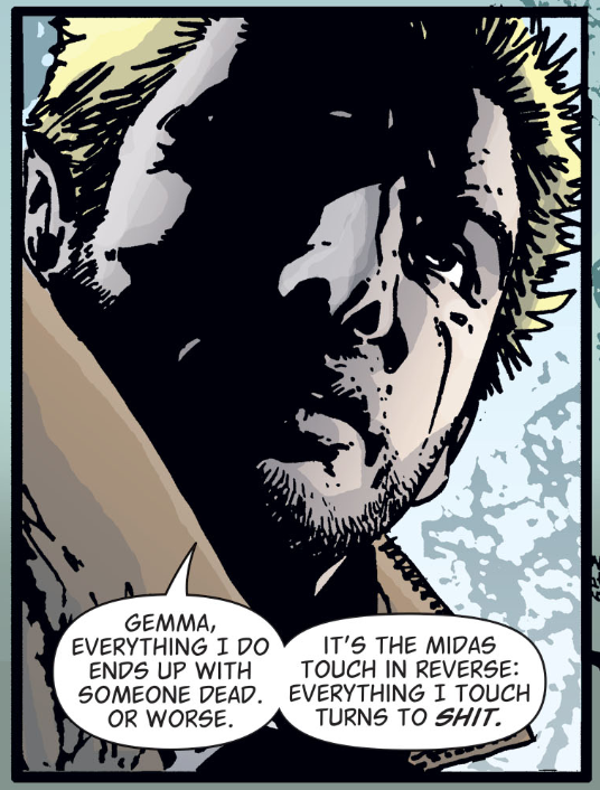 GEMMA,
EVERYTHING I DO
ENDS UP WITH
SOMEONE DEAD.
OR WORSE.
IT'S THE MIDAS
TOUCH IN REVERSE:
EVERYTHING I TOUCH
TURNS TO SHIT.